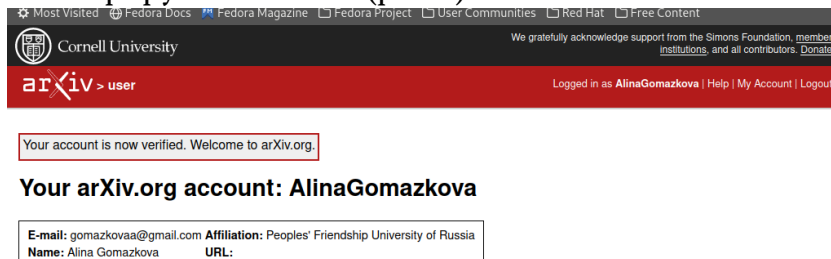 Most Visited Fedora Docs Fedora Magazine Fedora Project User Communities Red Hat Free Content
Cornell University
We gratefully acknowledge support from the Simons Foundation, member
institutions, and all contributors. Donate
arXiv > user
Logged in as AlinaGomazkova | Help | My Account | Logout
Your account is now verified. Welcome to arXiv.org.
Your arXiv.org account: AlinaGomazkova
E-mail: gomazkovaa@gmail.com Affiliation: Peoples' Friendship University of Russia
Name: Alina Gomazkova URL: